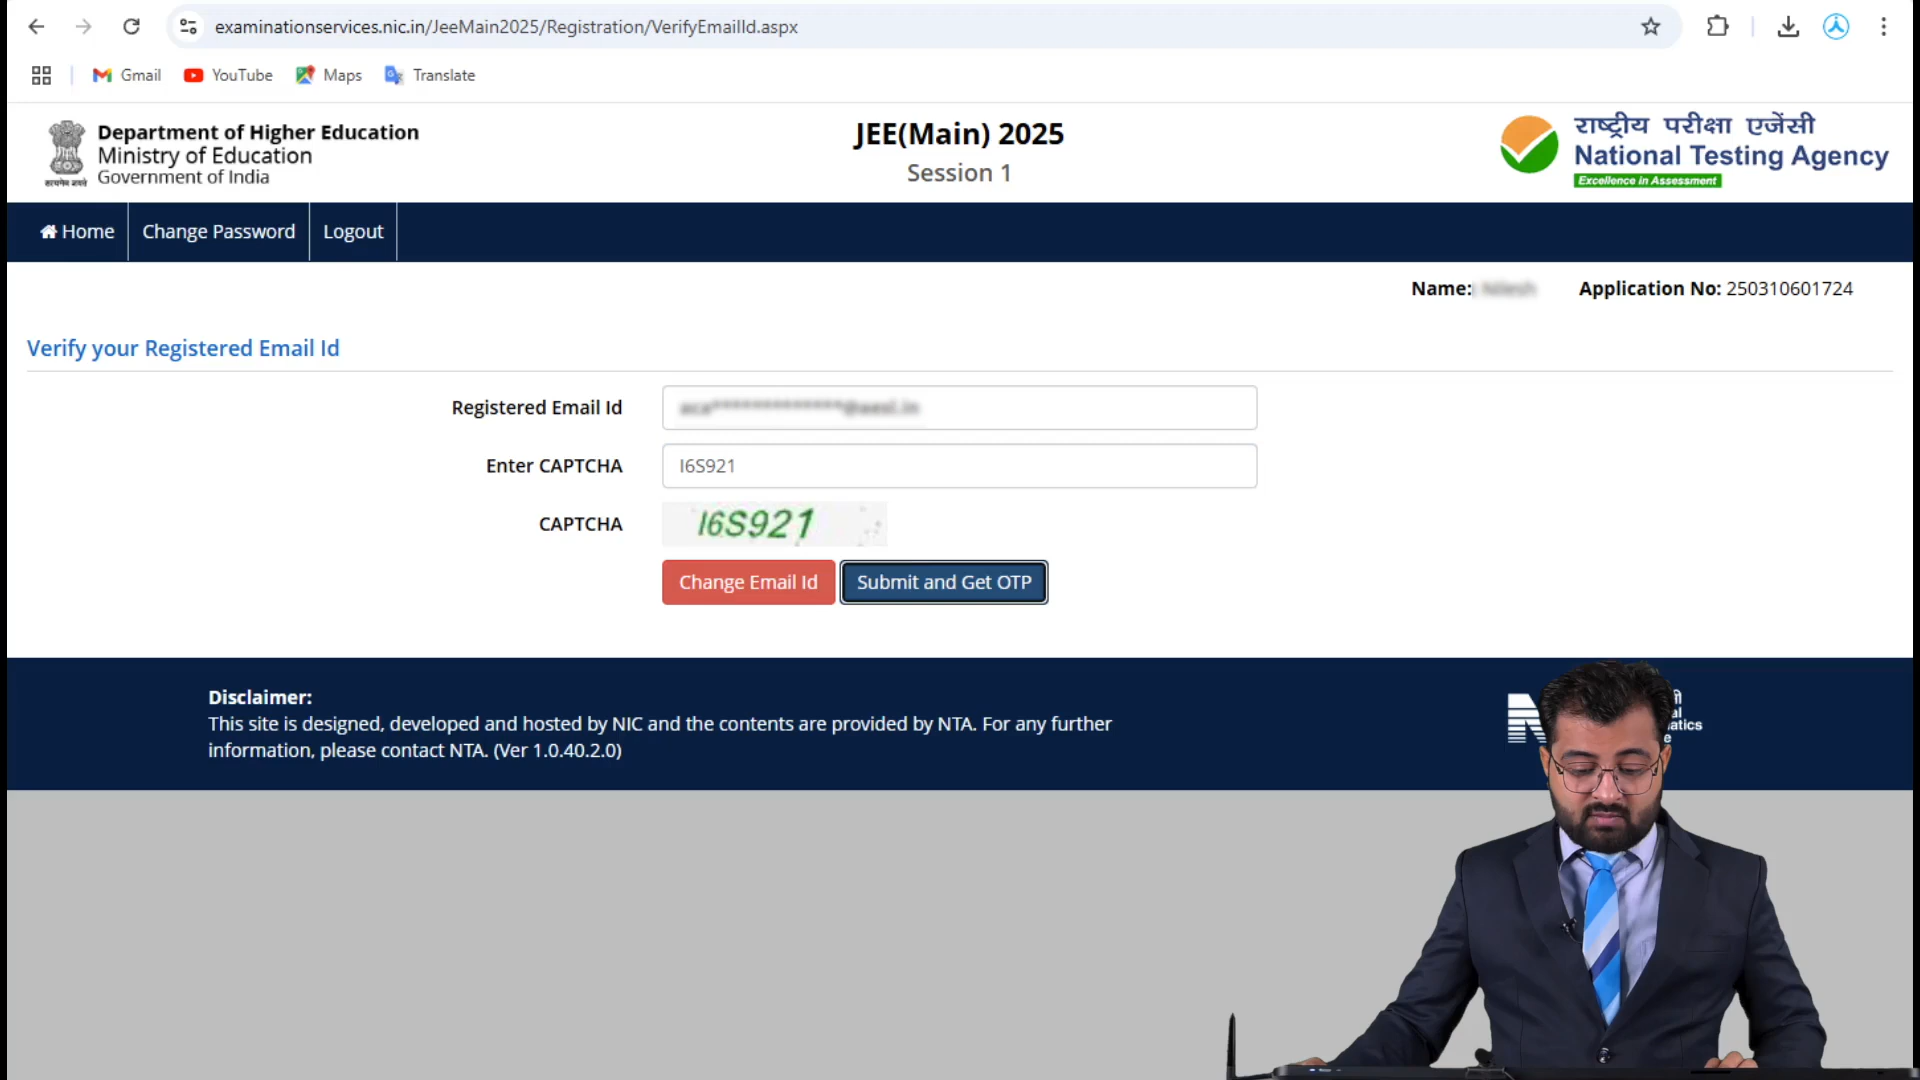 examinationservices.nic.in/JeeMain2025/Registration/VerifyEmailId.aspx
Gmail YouTube Maps Translate
Department of Higher Education
Ministry of Education
Government of India
सत्यमेव जयते
JEE(Main) 2025
Session 1
राष्ट्रीय परीक्षा एजेंसी
National Testing Agency
Excellence in Assessment
Home Change Password Logout
Name: Application No: 250310601724
Verify your Registered Email Id
Registered Email Id
Enter CAPTCHA I6S921
CAPTCHA I6S921
Change Email Id Submit and Get OTP
Disclaimer:
This site is designed, developed and hosted by NIC and the contents are provided by NTA. For any further
information, please contact NTA. (Ver 1.0.40.2.0)